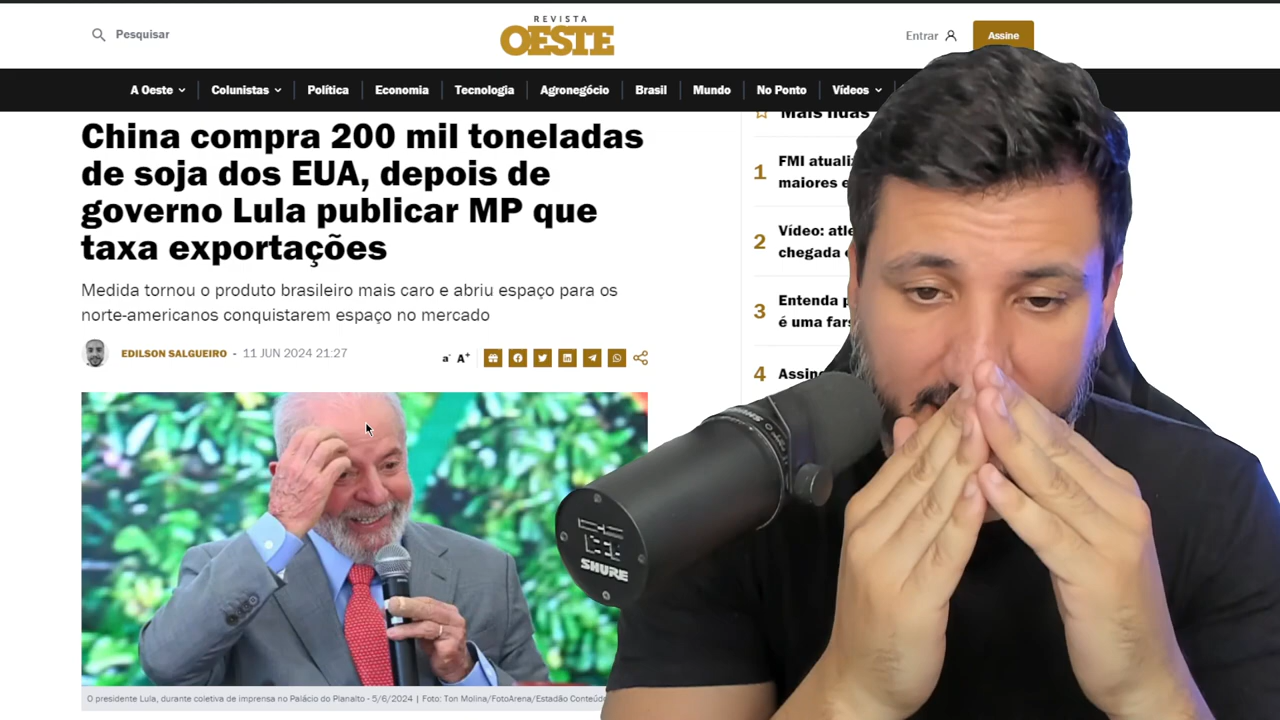 Pesquisar
REVISTA
OESTE
Entrar
Assine
A Oeste
Colunistas
Política
Economia
Tecnologia
Agronegócio
Brasil
Mundo
No Ponto
Vídeos
China compra 200 mil toneladas
de soja dos EUA, depois de
governo Lula publicar MP que
taxa exportações
Medida tornou o produto brasileiro mais caro e abriu espaço para os
norte-americanos conquistarem espaço no mercado
EDILSON SALGUEIRO - 11 JUN 2024 21:27
a- A+
O presidente Lula, durante coletiva de imprensa no Palácio do Planalto - 5/6/2024 | Foto: Ton Molina/FotoArena/Estadão Conteúdo
Mais lidas
1
FMI
maiores
2
Vídeo:
chegada
3
Entenda
é uma
4
SHURE